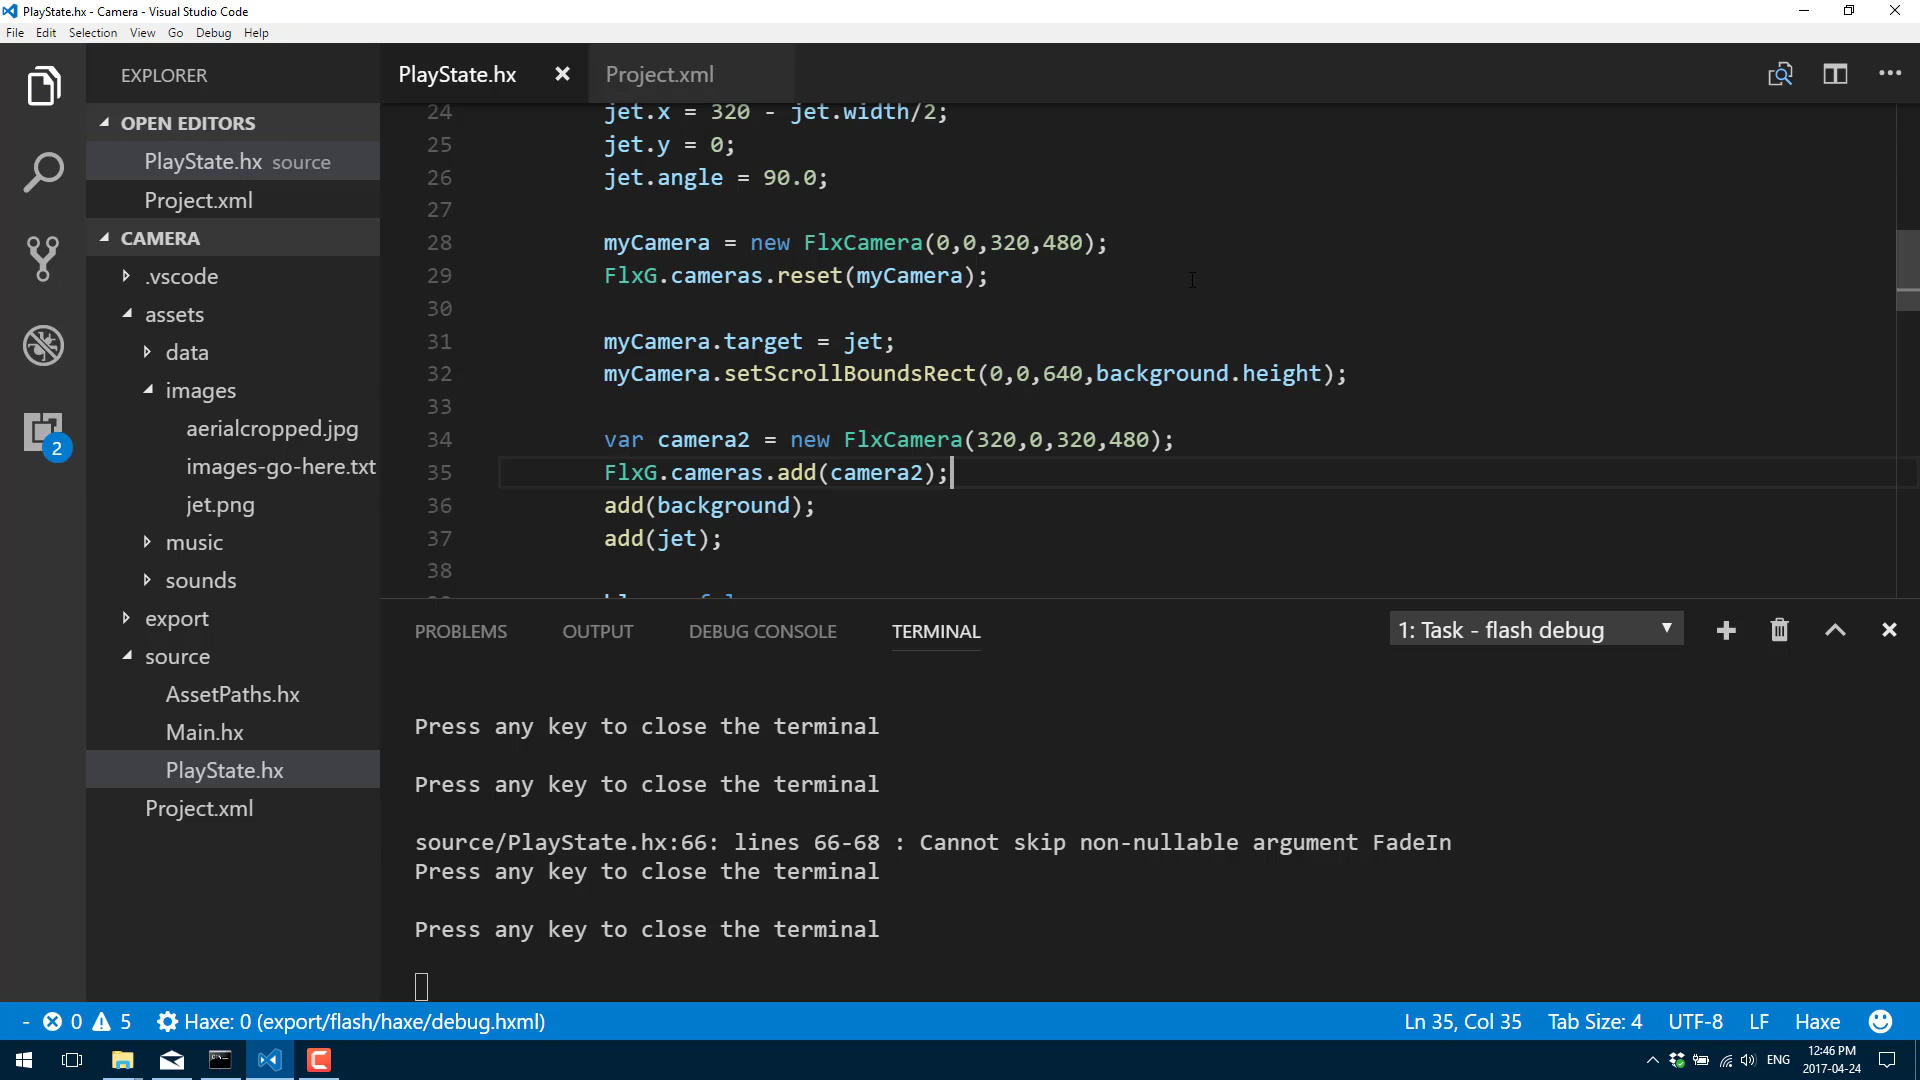 PlayState.hx - Camera - Visual Studio Code
File Edit Selection View Go Debug Help
EXPLORER
OPEN EDITORS
PlayState.hx source
Project.xml
CAMERA
.vscode
assets
data
images
aerialcropped.jpg
images-go-here.txt
jet.png
music
sounds
export
source
AssetPaths.hx
Main.hx
PlayState.hx
Project.xml
2
PlayState.hx Project.xml
24 jet.x = 320 - jet.width/2;
25 jet.y = 0;
26 jet.angle = 90.0;
27
28 myCamera = new FlxCamera(0,0,320,480);
29 FlxG.cameras.reset(myCamera);
30
31 myCamera.target = jet;
32 myCamera.setScrollBoundsRect(0,0,640,background.height);
33
34 var camera2 = new FlxCamera(320,0,320,480);
35 FlxG.cameras.add(camera2);
36 add(background);
37 add(jet);
38
PROBLEMS OUTPUT DEBUG CONSOLE TERMINAL 1: Task - flash debug
Press any key to close the terminal
Press any key to close the terminal
source/PlayState.hx:66: lines 66-68 : Cannot skip non-nullable argument FadeIn
Press any key to close the terminal
Press any key to close the terminal
- 0 5 Haxe: 0 (export/flash/haxe/debug.hxml) Ln 35, Col 35 Tab Size: 4 UTF-8 LF Haxe
ENG 12:46 PM
2017-04-24